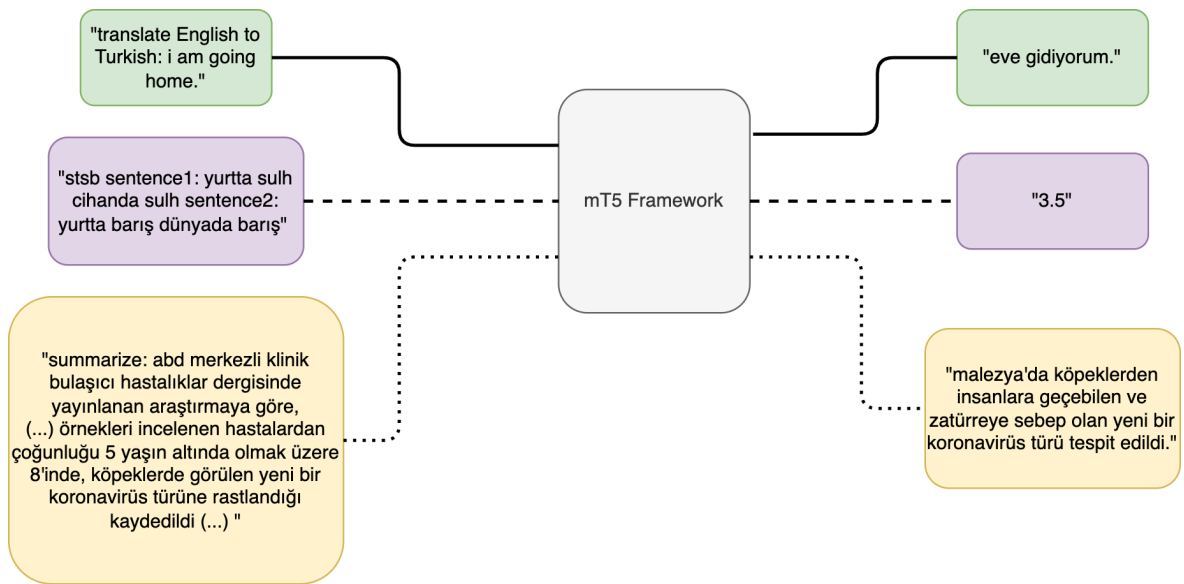 "translate English to
Turkish: i am going
home."
"eve gidiyorum."
"stsb sentence1: yurtta sulh
cihanda sulh sentence2:
yurtta barış dünyada barış"
mT5 Framework
"3.5"
"summarize: abd merkezli klinik
bulaşıcı hastalıklar dergisinde
yayınlanan araştırmaya göre,
(...) örnekleri incelenen hastalardan
çoğunluğu 5 yaşın altında olmak üzere
8'inde, köpeklerde görülen yeni bir
koronavirüs türüne rastlandığı
kaydedildi (...) "
"malezya'da köpeklerden
insanlara geçebilen ve
zatürreye sebep olan yeni bir
koronavirüs türü tespit edildi."